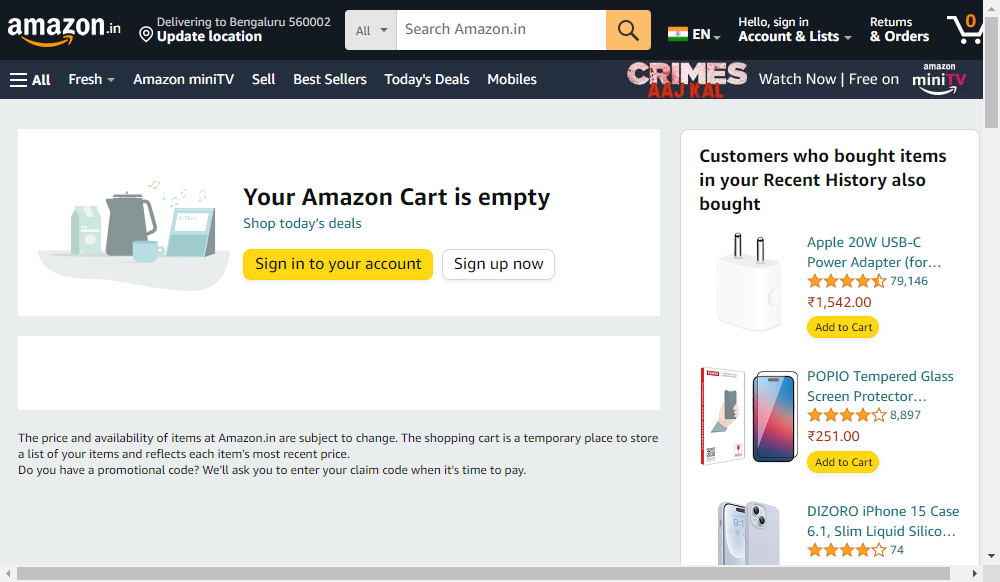 amazon.in
Delivering to Bengaluru 560002
Update location
All
Search Amazon.in
EN
Hello, sign in
Account & Lists
Returns
& Orders
0
All
Fresh
Amazon miniTV
Sell
Best Sellers
Today's Deals
Mobiles
CRIMES
AAJ KAL
Watch Now | Free on
amazon
miniTV
Your Amazon Cart is empty
Shop today's deals
Sign in to your account
Sign up now
The price and availability of items at Amazon.in are subject to change. The shopping cart is a temporary place to store
a list of your items and reflects each item's most recent price.
Do you have a promotional code? We'll ask you to enter your claim code when it's time to pay.
Customers who bought items
in your Recent History also
bought
Apple 20W USB-C
Power Adapter (for…
79,146
₹1,542.00
Add to Cart
POPIO Tempered Glass
Screen Protector…
8,897
₹251.00
Add to Cart
DIZORO iPhone 15 Case
6.1, Slim Liquid Silico…
74